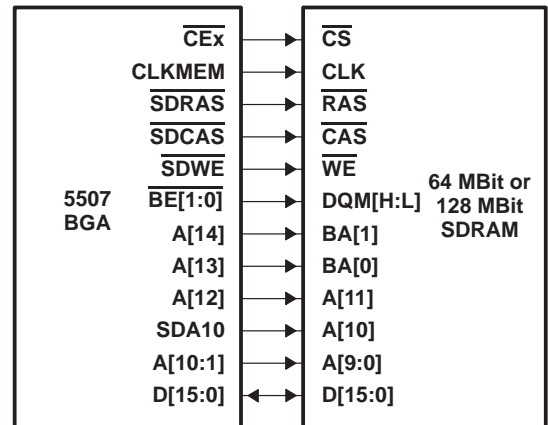 CEx CS
CLKMEM CLK
SDRAS RAS
SDCAS CAS
SDWE WE
5507 BGA
BE[1:0] DQM[H:L]
64 MBit or
128 MBit
SDRAM
A[14] BA[1]
A[13] BA[0]
A[12] A[11]
SDA10 A[10]
A[10:1] A[9:0]
D[15:0] D[15:0]